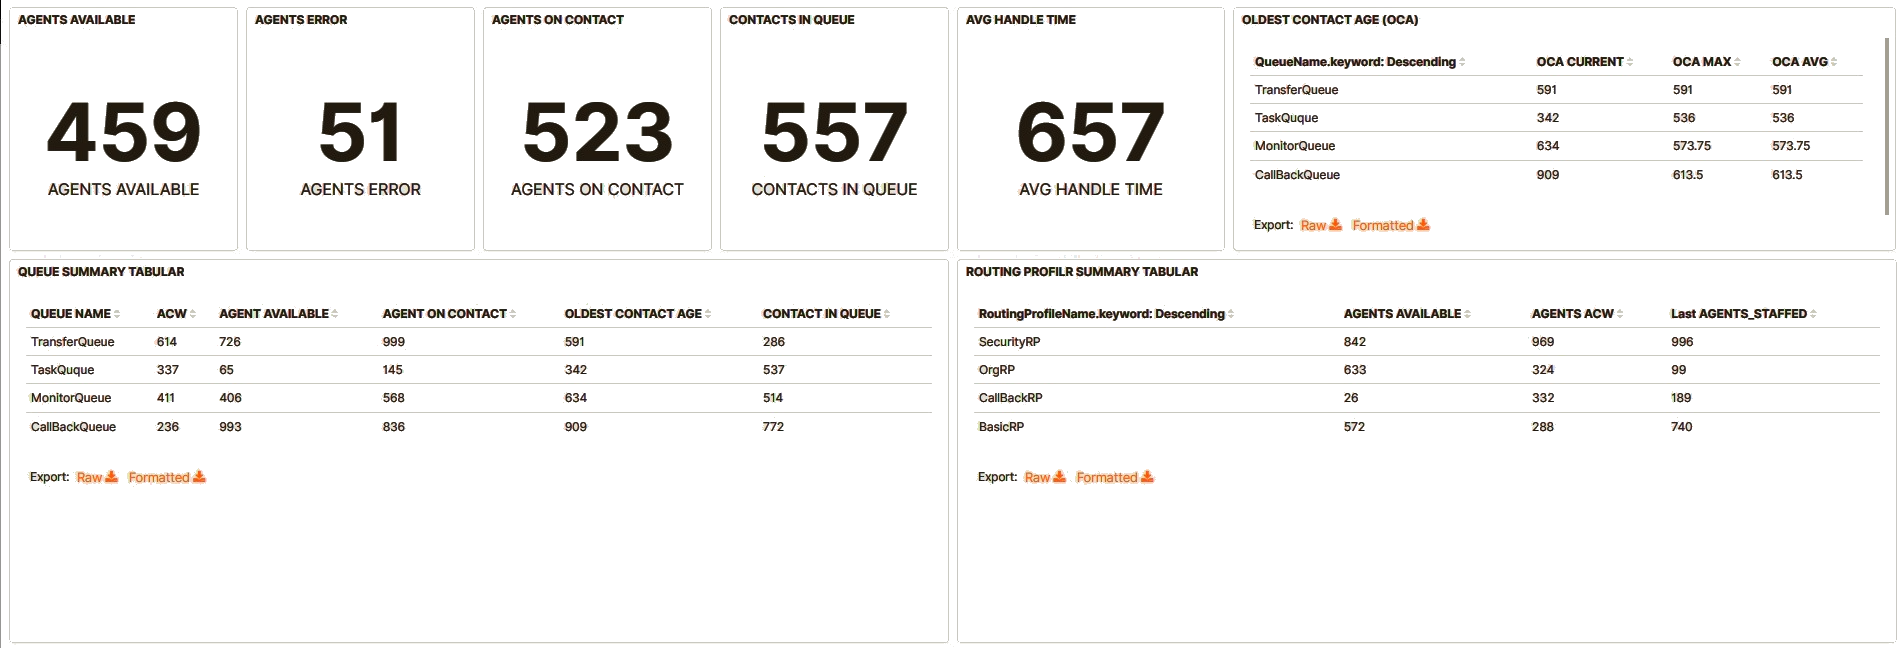 AGENTS AVAILABLE
459
AGENTS AVAILABLE
AGENTS ERROR
51
AGENTS ERROR
AGENTS ON CONTACT
523
AGENTS ON CONTACT
CONTACTS IN QUEUE
557
CONTACTS IN QUEUE
AVG HANDLE TIME
657
AVG HANDLE TIME
OLDEST CONTACT AGE (OCA)
QueueName.keyword: Descending OCA CURRENT OCA MAX OCA AVG
TransferQueue 591 591 591
TaskQuque 342 536 536
MonitorQueue 634 573.75 573.75
CallBackQueue 909 613.5 613.5
Export: Raw Formatted
QUEUE SUMMARY TABULAR
QUEUE NAME ACW AGENT AVAILABLE AGENT ON CONTACT OLDEST CONTACT AGE CONTACT IN QUEUE
TransferQueue 614 726 999 591 286
TaskQuque 337 65 145 342 537
MonitorQueue 411 406 568 634 514
CallBackQueue 236 993 836 909 772
Export: Raw Formatted
ROUTING PROFILR SUMMARY TABULAR
RoutingProfileName.keyword: Descending AGENTS AVAILABLE AGENTS ACW Last AGENTS_STAFFED
SecurityRP 842 969 996
OrgRP 633 324 99
CallBackRP 26 332 189
BasicRP 572 288 740
Export: Raw Formatted